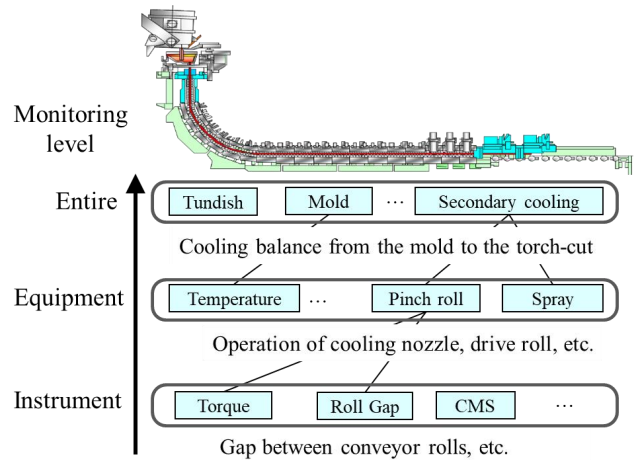 Monitoring
level
Entire
Tundish
Mold
...
Secondary cooling
Cooling balance from the mold to the torch-cut
Equipment
Temperature
...
Pinch roll
Spray
Operation of cooling nozzle, drive roll, etc.
Instrument
Torque
Roll Gap
CMS
...
Gap between conveyor rolls, etc.